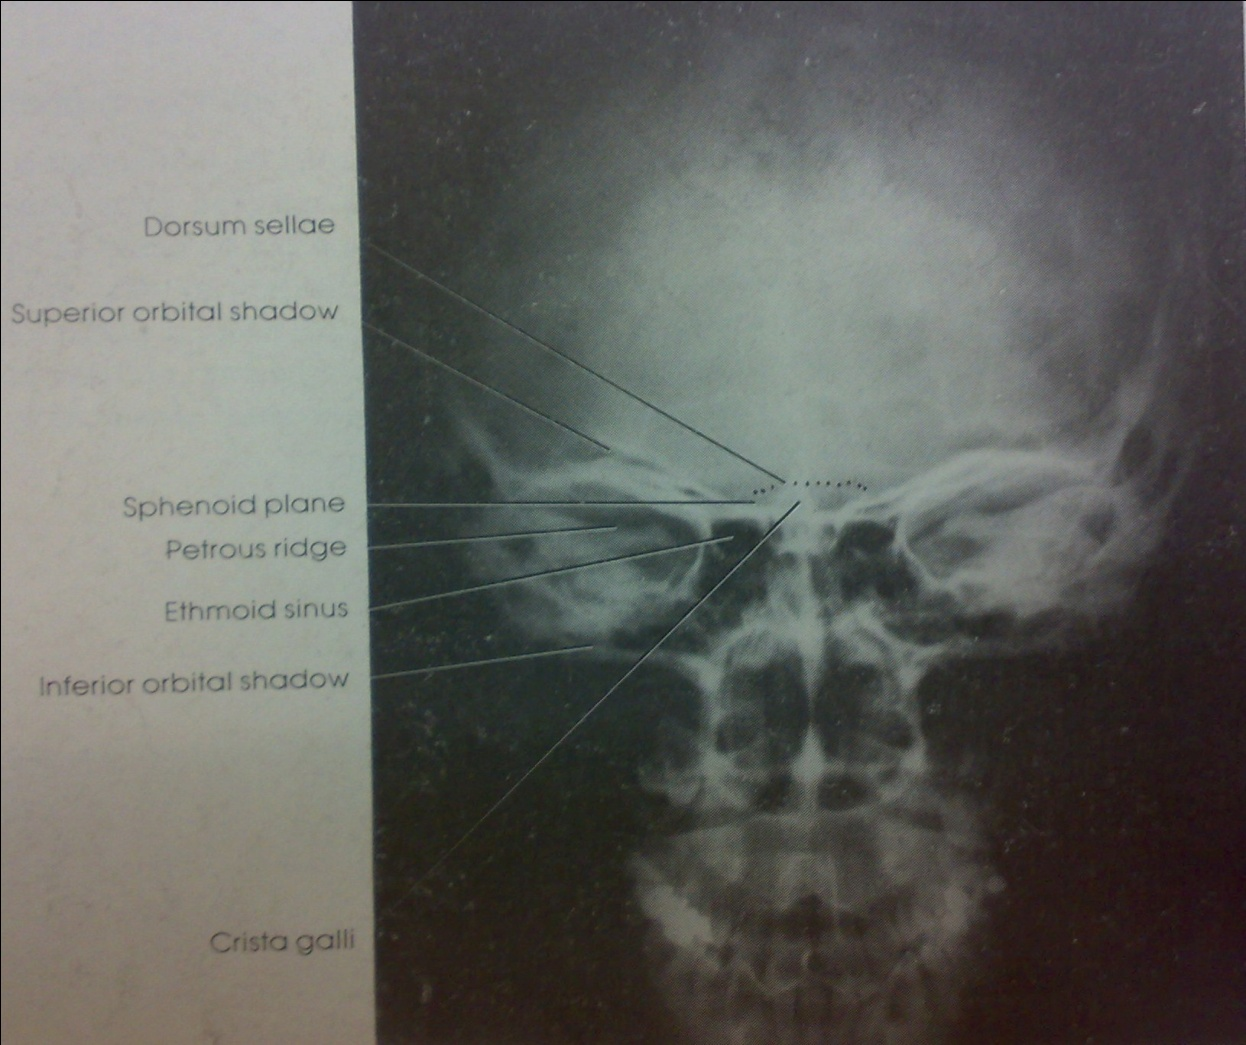 Dorsum sellae
Superior orbital shadow
Sphenoid plane
Petrous ridge
Ethmoid sinus
Inferior orbital shadow
Crista galli